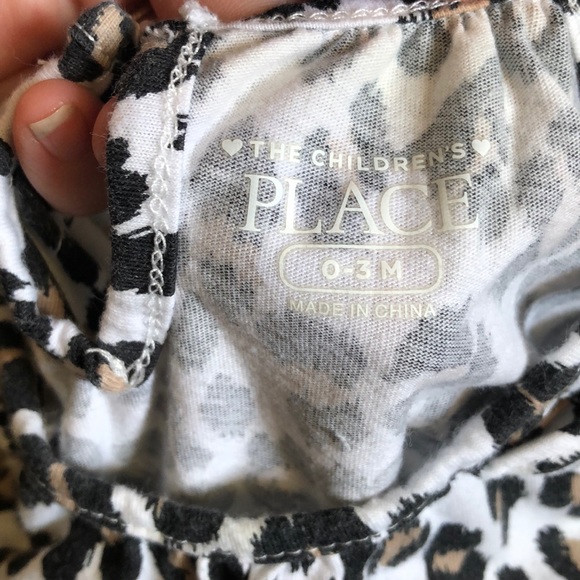 THE CHILDREN'S
PLACE
0-3 M
MADE IN CHINA